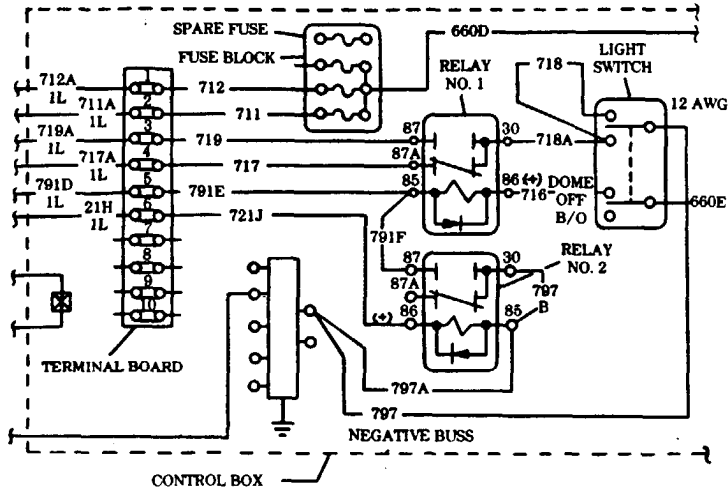 SPARE FUSE
660D
FUSE BLOCK
RELAY
NO. 1
LIGHT
SWITCH
718
12 AWG
712A
1L
1
712
711A
1L
2
711
719A
1L
3
719
87
30
718A
717A
1L
4
717
87A
791D
1L
5
791E
85
86 (+)
716
DOME
OFF
B/O
660E
21H
1L
6
721J
7
791F
87
30
RELAY
NO. 2
8
87A
797
B
9
(+)
86
85
10
TERMINAL BOARD
797A
797
NEGATIVE BUSS
CONTROL BOX